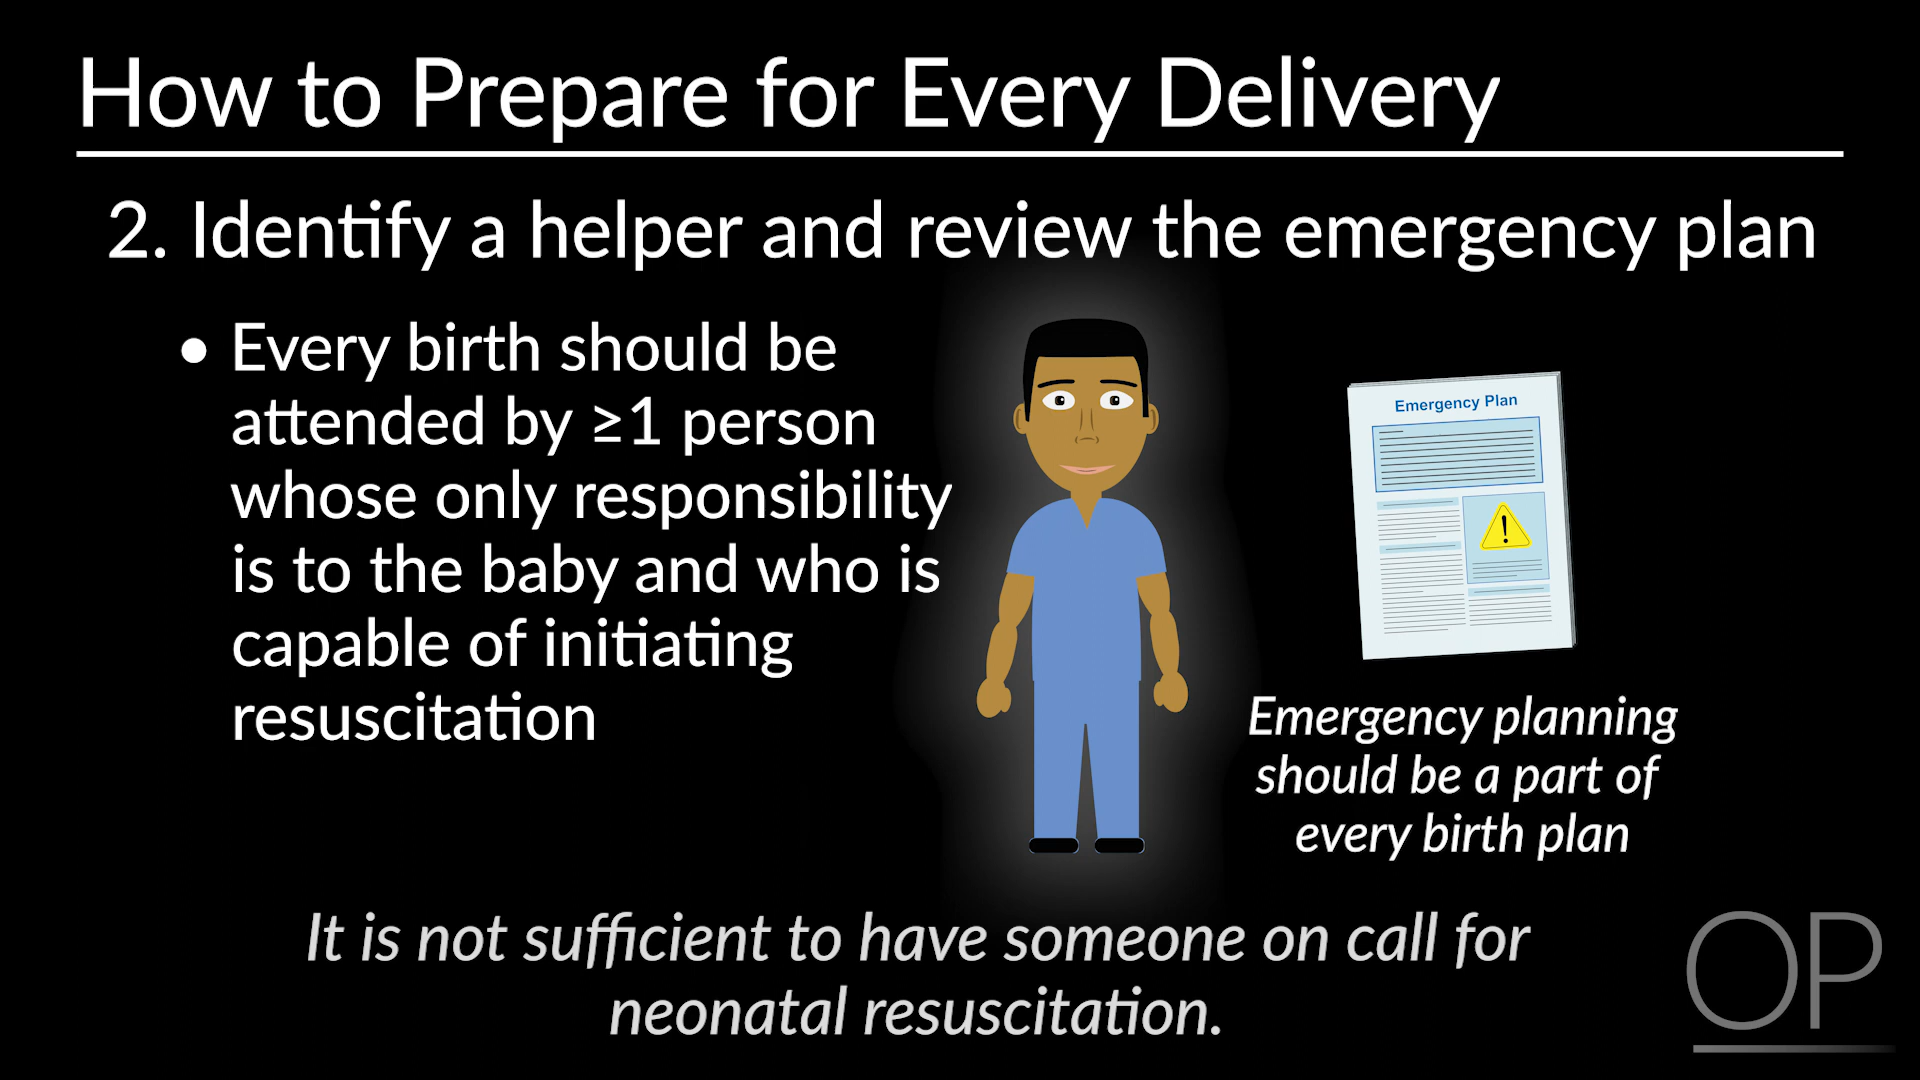 How to Prepare for Every Delivery
2. Identify a helper and review the emergency plan
• Every birth should be
attended by ≥1 person
whose only responsibility
is to the baby and who is
capable of initiating
resuscitation
Emergency Plan
!
Emergency planning
should be a part of
every birth plan
It is not sufficient to have someone on call for
neonatal resuscitation.
OP